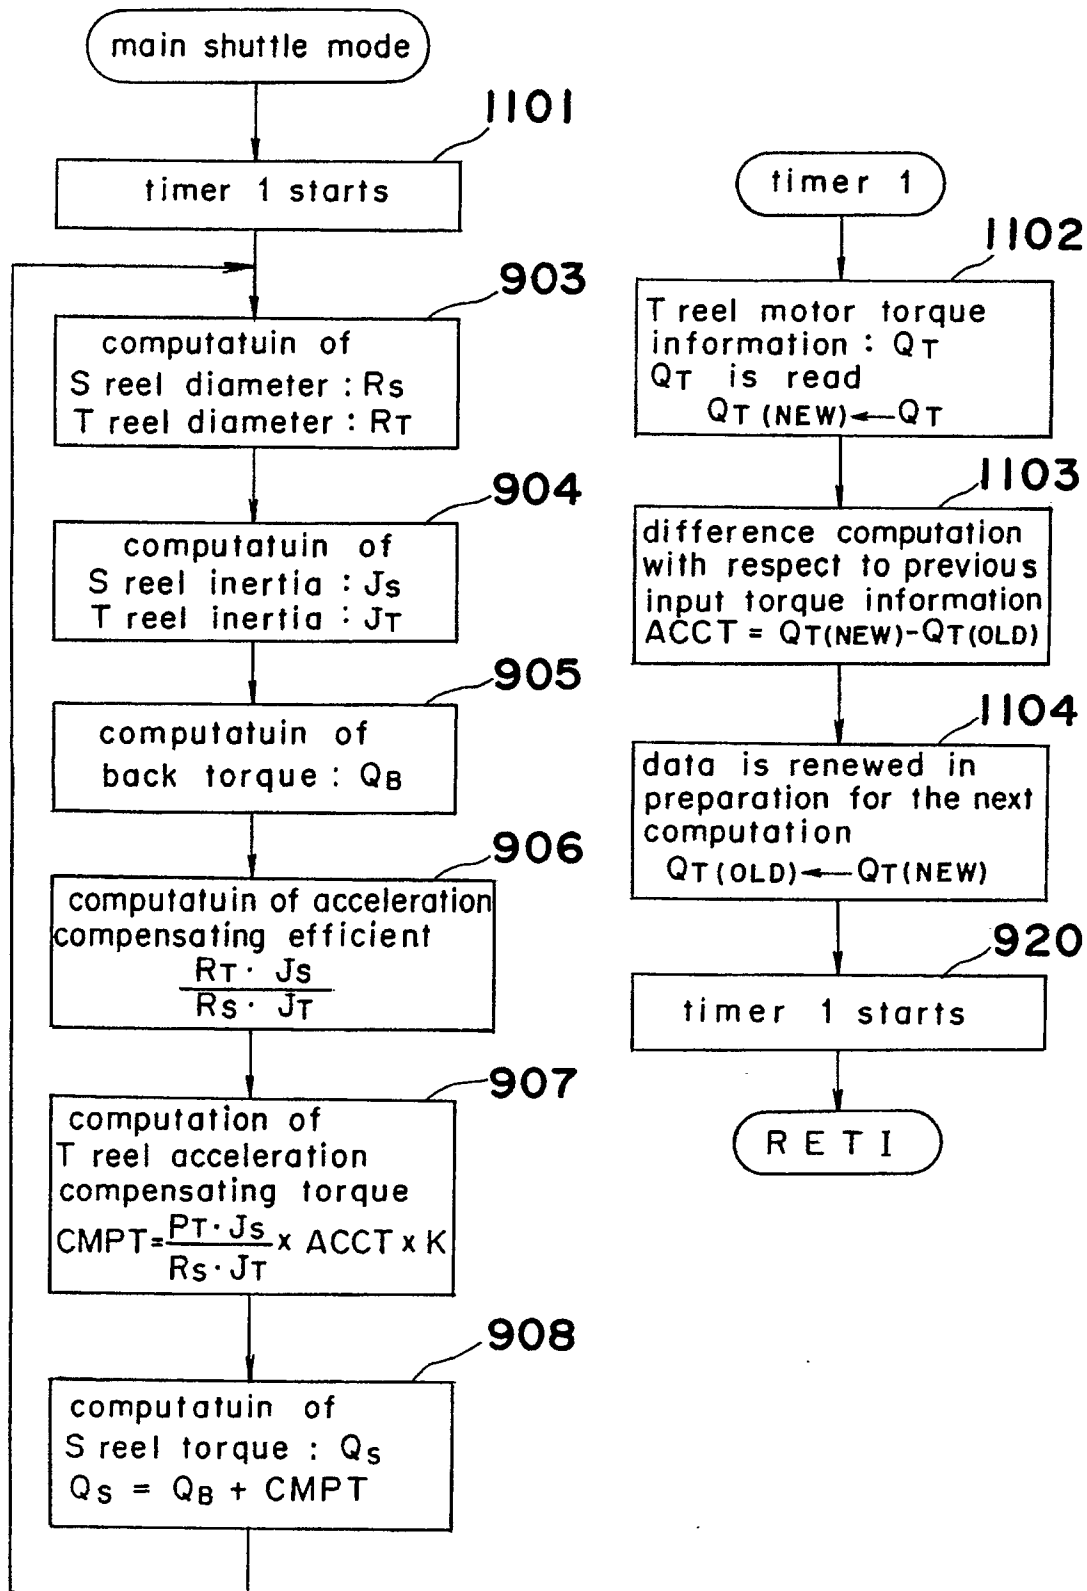 main shuttle mode
1101
timer 1 starts
903
computatuin of
S reel diameter : RS
T reel diameter : RT
904
computatuin of
S reel inertia : JS
T reel inertia : JT
905
computatuin of
back torque : QB
906
computatuin of acceleration
compensating efficient
RT · JS
RS · JT
907
computation of
T reel acceleration
compensating torque
CMPT = PT · JS / RS · JT × ACCT × K
908
computatuin of
S reel torque : QS
QS = QB + CMPT
timer 1
1102
T reel motor torque
information : QT
QT is read
QT (NEW) ← QT
1103
difference computation
with respect to previous
input torque information
ACCT = QT(NEW) - QT(OLD)
1104
data is renewed in
preparation for the next
computation
QT (OLD) ← QT (NEW)
920
timer 1 starts
RETI